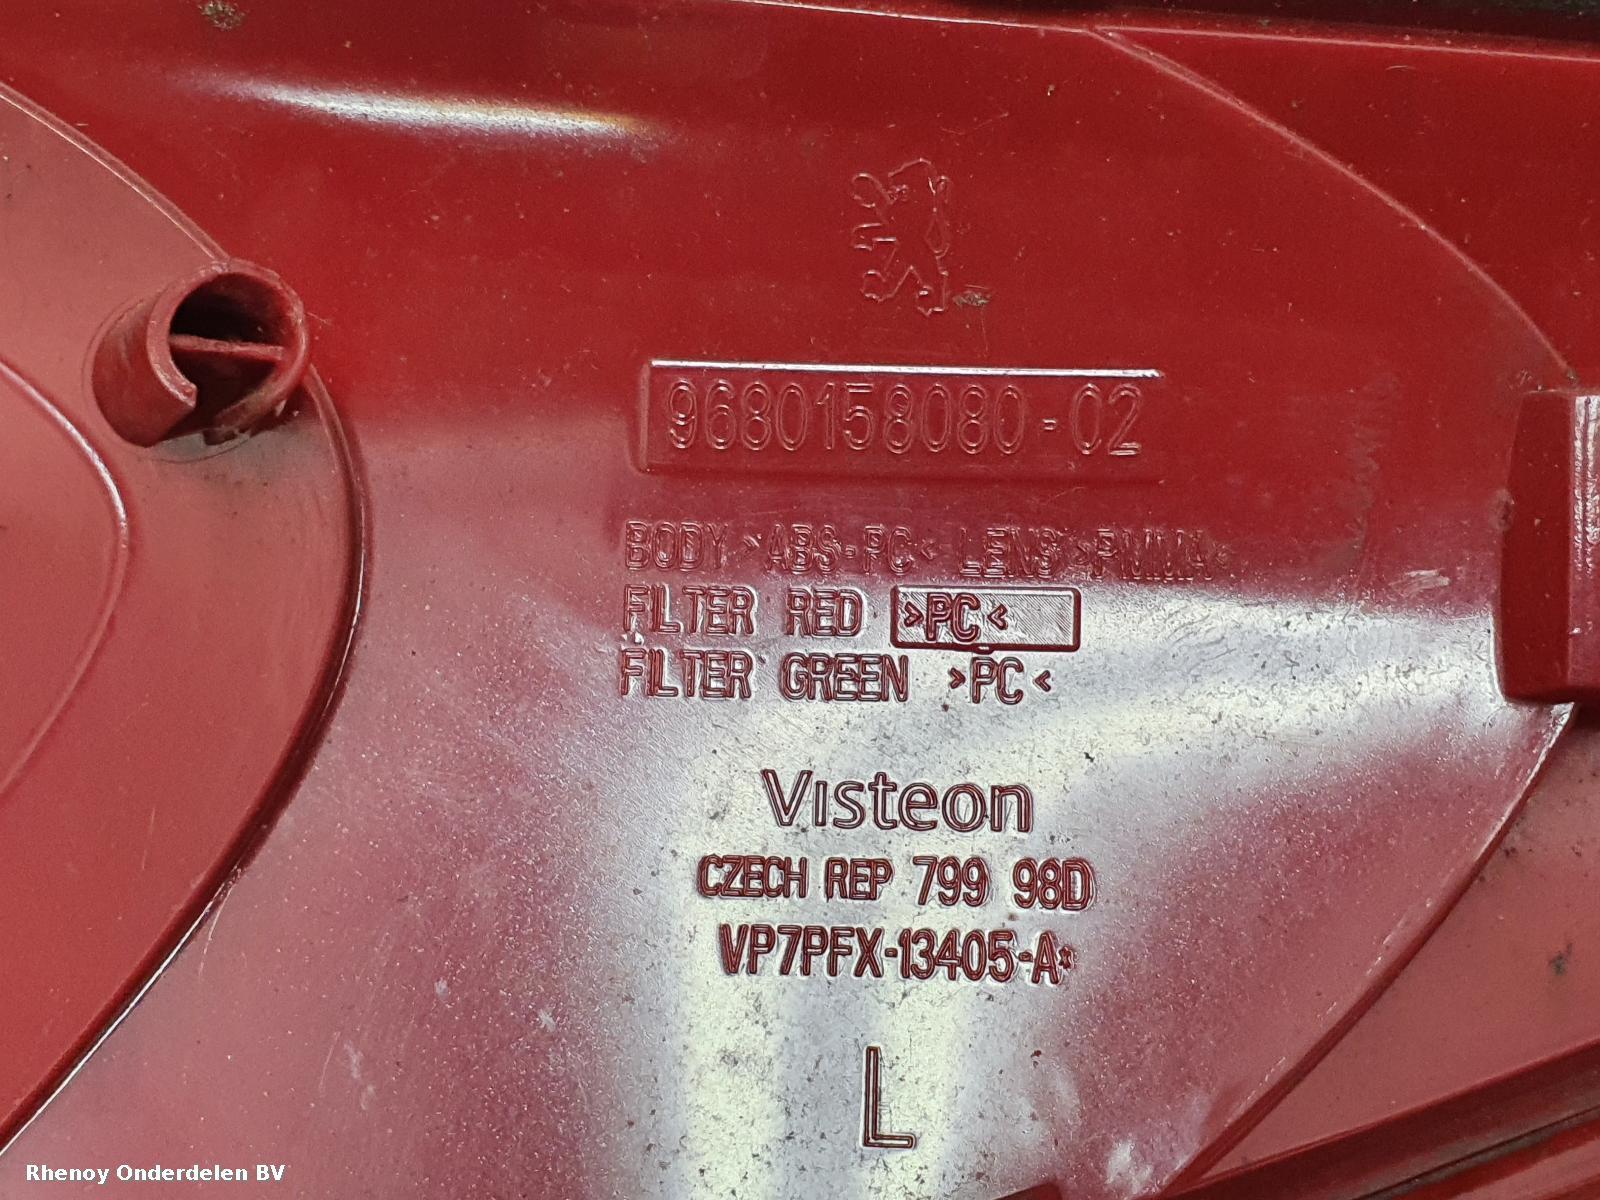 9680158080-02
BODY >ABS-PC< LENS >PMMA<
FILTER RED >PC<
FILTER GREEN >PC<
Visteon
CZECH REP 799 98D
VP7PFX-13405-A*
L
Rhenoy Onderdelen BV